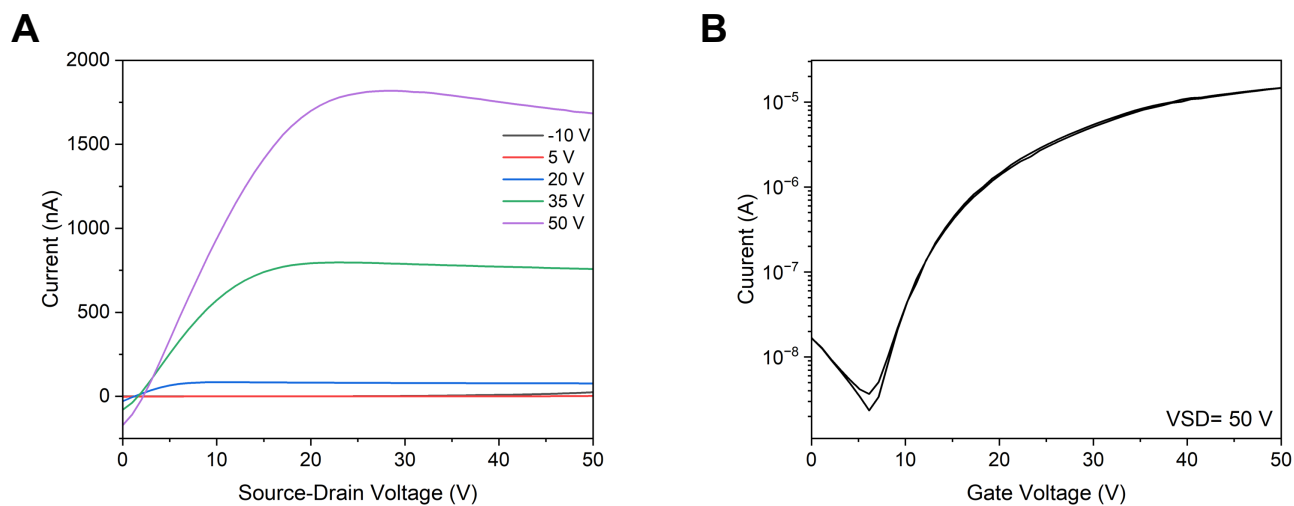 A
2000
1500
1000
500
0
Current (nA)
0 10 20 30 40 50
Source-Drain Voltage (V)
-10 V
5 V
20 V
35 V
50 V
B
10⁻⁵
10⁻⁶
10⁻⁷
10⁻⁸
Cuurent (A)
VSD= 50 V
0 10 20 30 40 50
Gate Voltage (V)